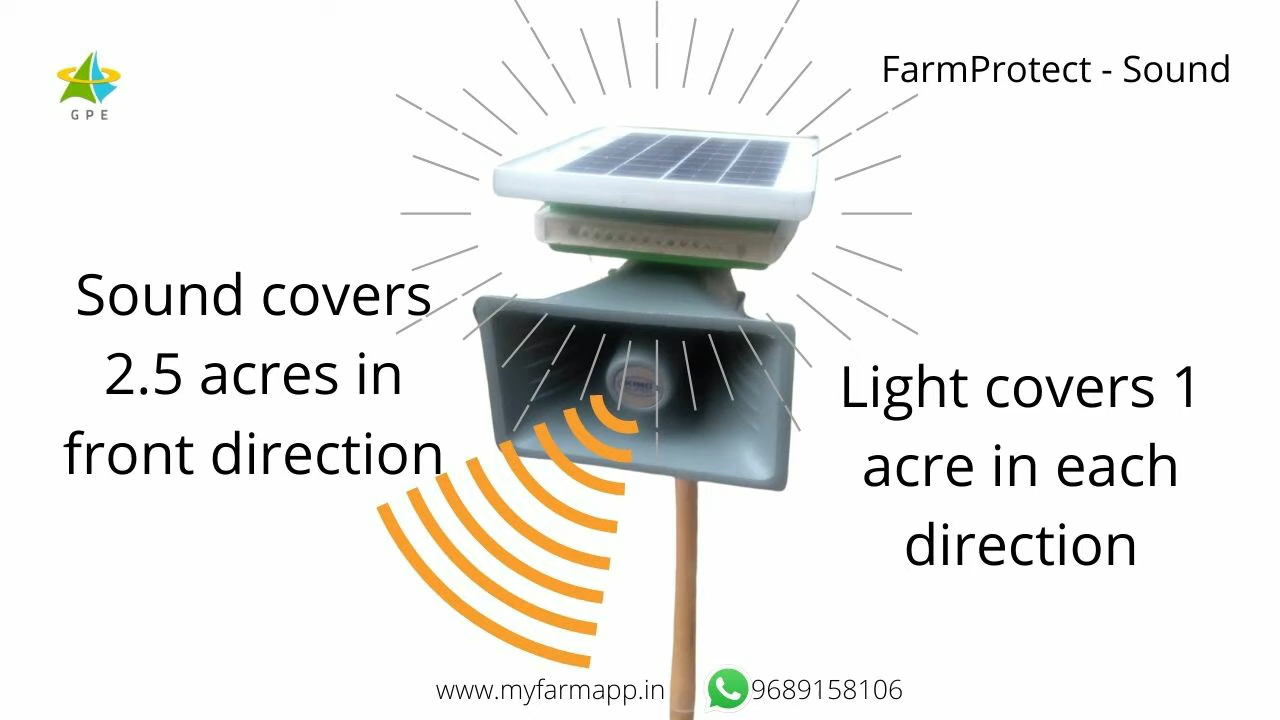 GPE
FarmProtect - Sound
Sound covers
2.5 acres in
front direction
Light covers 1
acre in each
direction
www.myfarmapp.in
9689158106